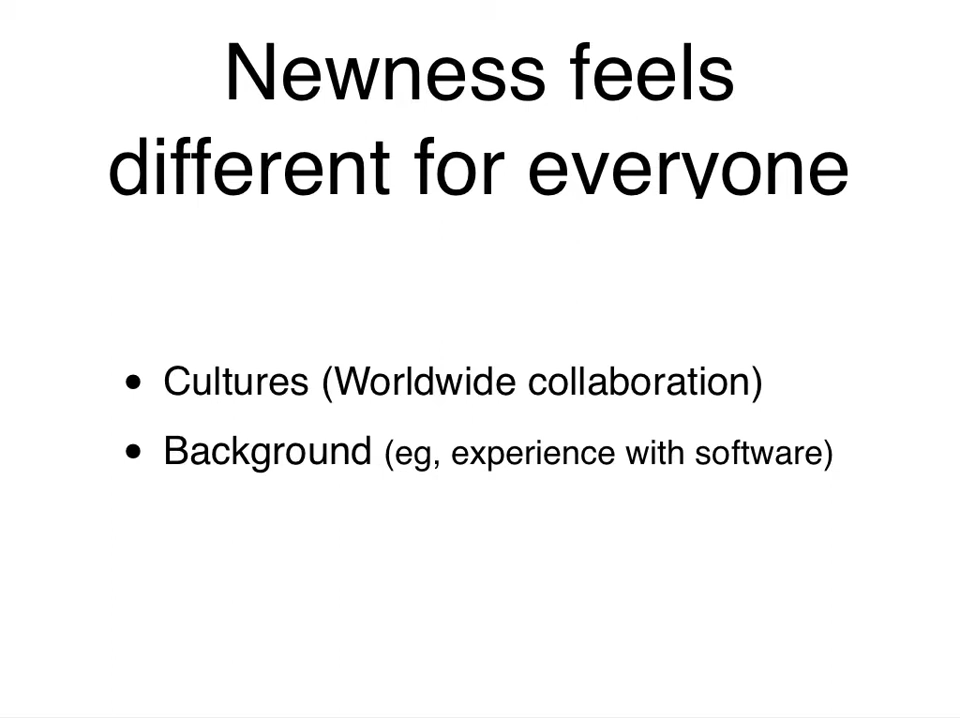 Newness feels
different for everyone
• Cultures (Worldwide collaboration)
• Background (eg, experience with software)